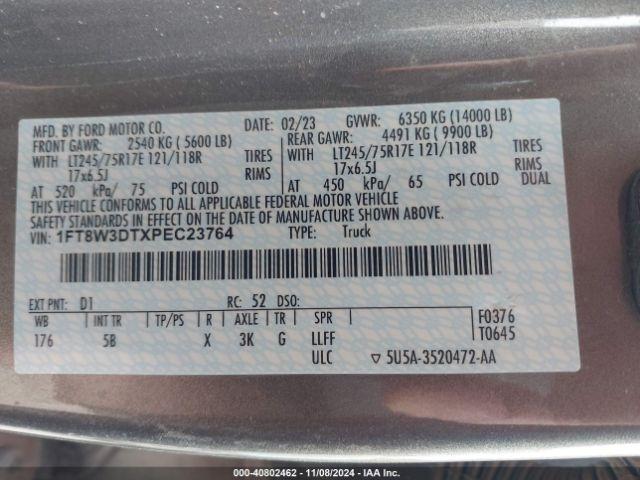 MFD. BY FORD MOTOR CO. DATE: 02/23 GVWR: 6350 KG (14000 LB)
FRONT GAWR: 2540 KG (5600 LB) REAR GAWR: 4491 KG (9900 LB)
WITH LT245/75R17E 121/118R TIRES WITH LT245/75R17E 121/118R TIRES
17x6.5J RIMS 17x6.5J RIMS
AT 520 kPa/ 75 PSI COLD AT 450 kPa/ 65 PSI COLD DUAL
THIS VEHICLE CONFORMS TO ALL APPLICABLE FEDERAL MOTOR VEHICLE
SAFETY STANDARDS IN EFFECT ON THE DATE OF MANUFACTURE SHOWN ABOVE.
VIN: 1FT8W3DTXPEC23764 TYPE: Truck
EXT PNT: D1 RC: 52 DSO:
WB INT TR TP/PS R AXLE TR SPR F0376
176 5B X 3K G LLFF T0645
ULC ▽ 5U5A-3520472-AA
000-40802462 - 11/08/2024 - IAA Inc.